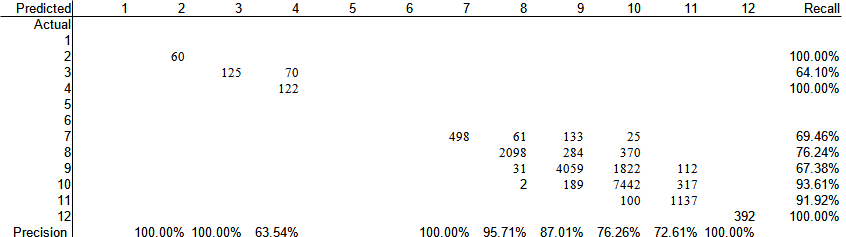 Predicted 1 2 3 4 5 6 7 8 9 10 11 12 Recall
Actual
1
2 60 100.00%
3 125 70 64.10%
4 122 100.00%
5
6
7 498 61 133 25 69.46%
8 2098 284 370 76.24%
9 31 4059 1822 112 67.38%
10 2 189 7442 317 93.61%
11 100 1137 91.92%
12 392 100.00%
Precision 100.00% 100.00% 63.54% 100.00% 95.71% 87.01% 76.26% 72.61% 100.00%